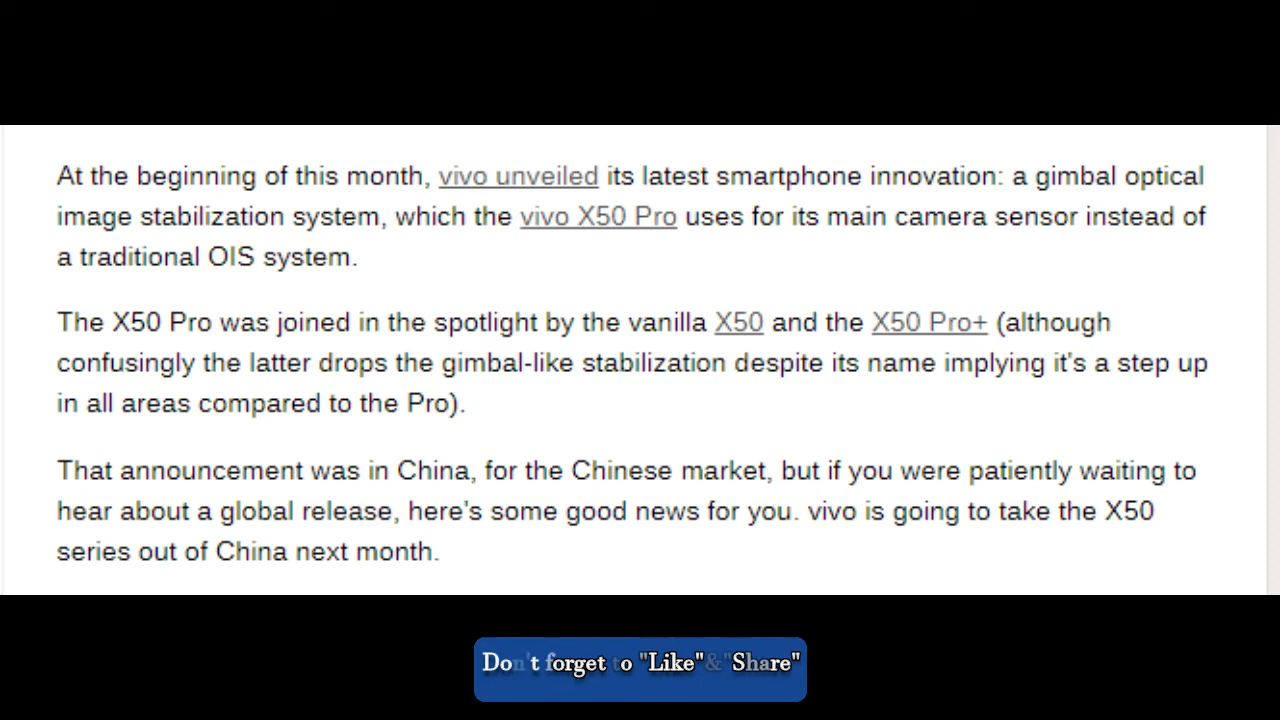 At the beginning of this month, vivo unveiled its latest smartphone innovation: a gimbal optical
image stabilization system, which the vivo X50 Pro uses for its main camera sensor instead of
a traditional OIS system.
The X50 Pro was joined in the spotlight by the vanilla X50 and the X50 Pro+ (although
confusingly the latter drops the gimbal-like stabilization despite its name implying it's a step up
in all areas compared to the Pro).
That announcement was in China, for the Chinese market, but if you were patiently waiting to
hear about a global release, here's some good news for you. vivo is going to take the X50
series out of China next month.
Don't forget to "Like"&"Share"